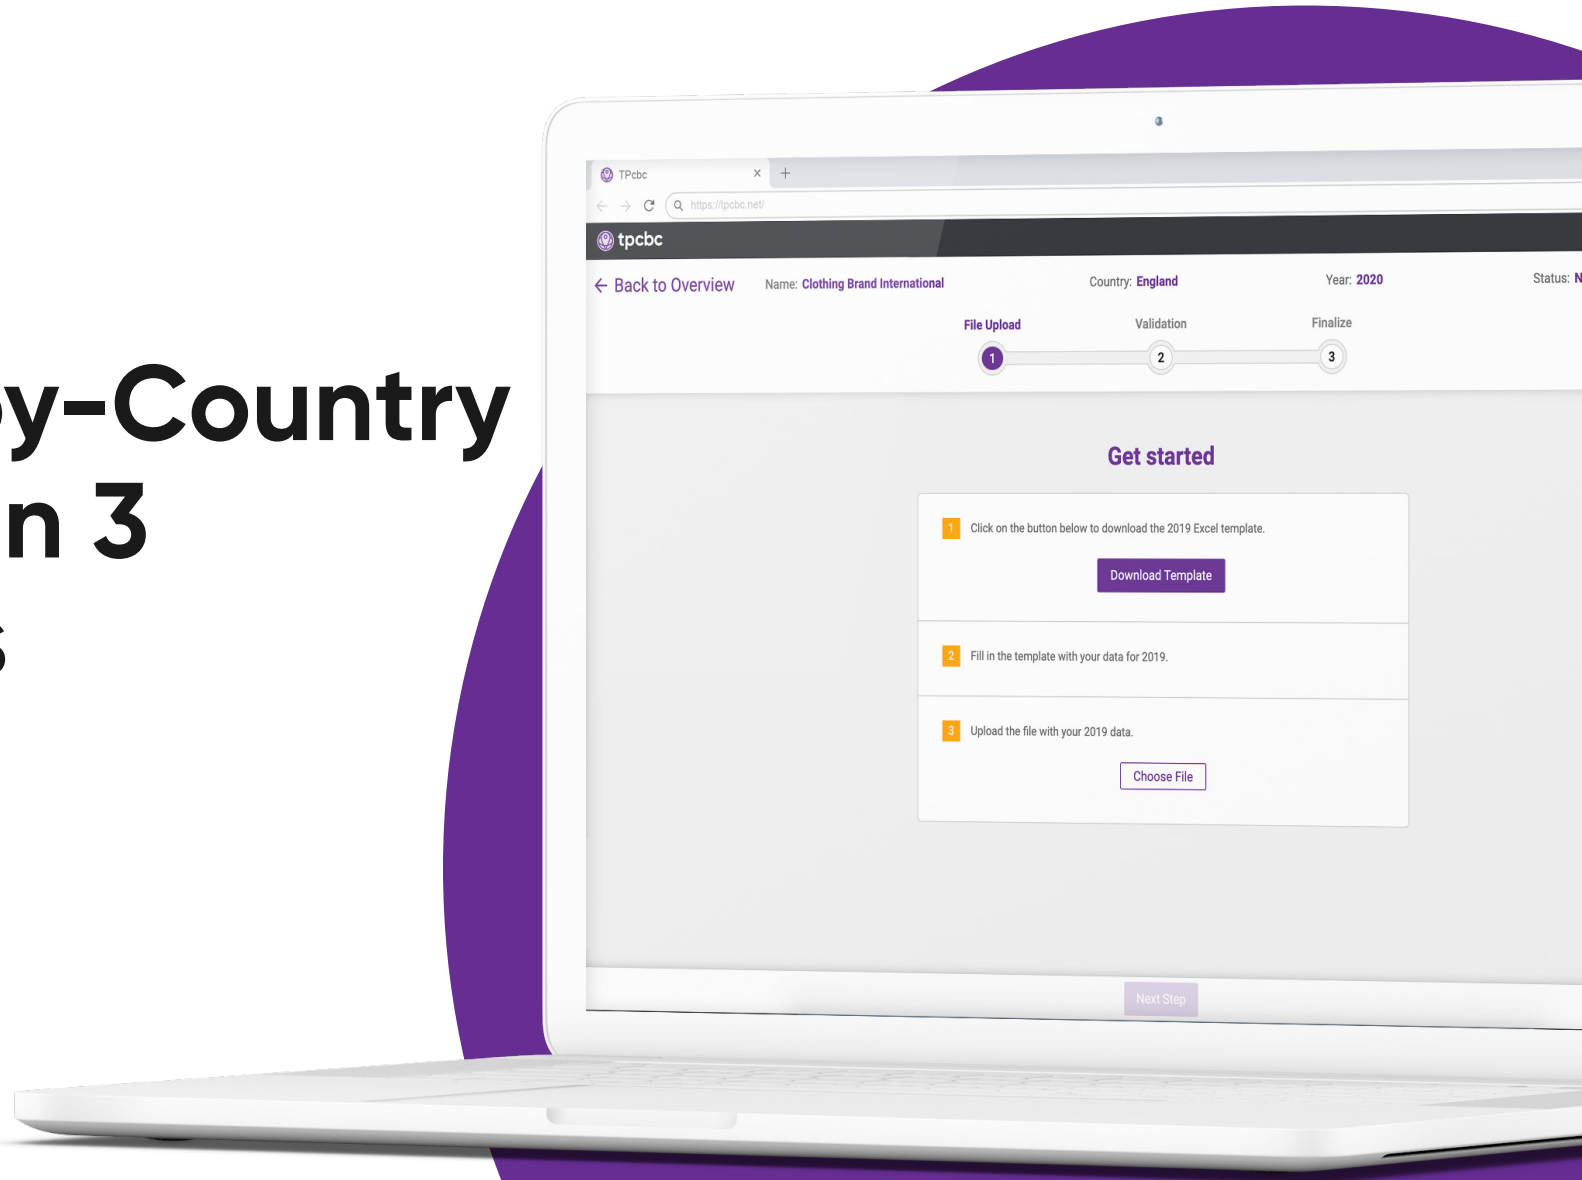 y-Country
n 3
s
TPcbc
https://tpcbc.net/
tpcbc
← Back to Overview Name: Clothing Brand International Country: England Year: 2020 Status: N
File Upload Validation Finalize
1 2 3
Get started
1 Click on the button below to download the 2019 Excel template.
Download Template
2 Fill in the template with your data for 2019.
3 Upload the file with your 2019 data.
Choose File
Next Step